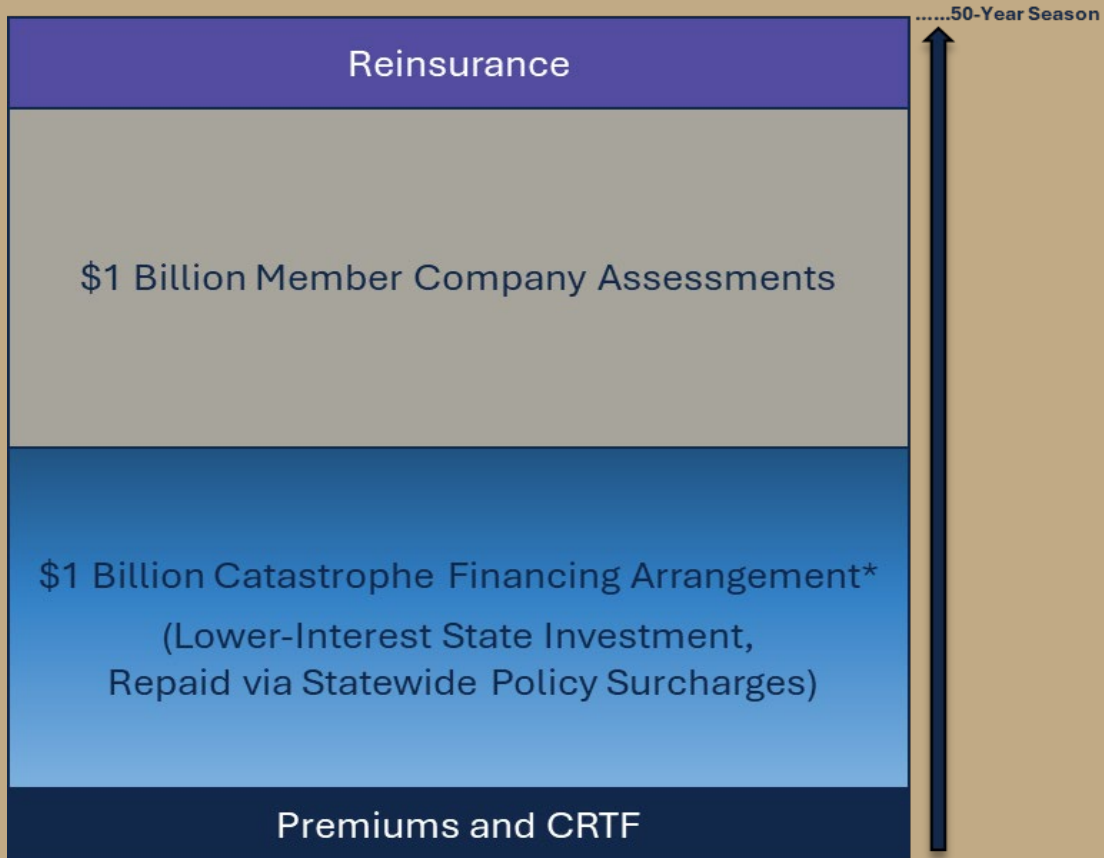 ......50-Year Season
Reinsurance
$1 Billion Member Company Assessments
$1 Billion Catastrophe Financing Arrangement*
(Lower-Interest State Investment,
Repaid via Statewide Policy Surcharges)
Premiums and CRTF